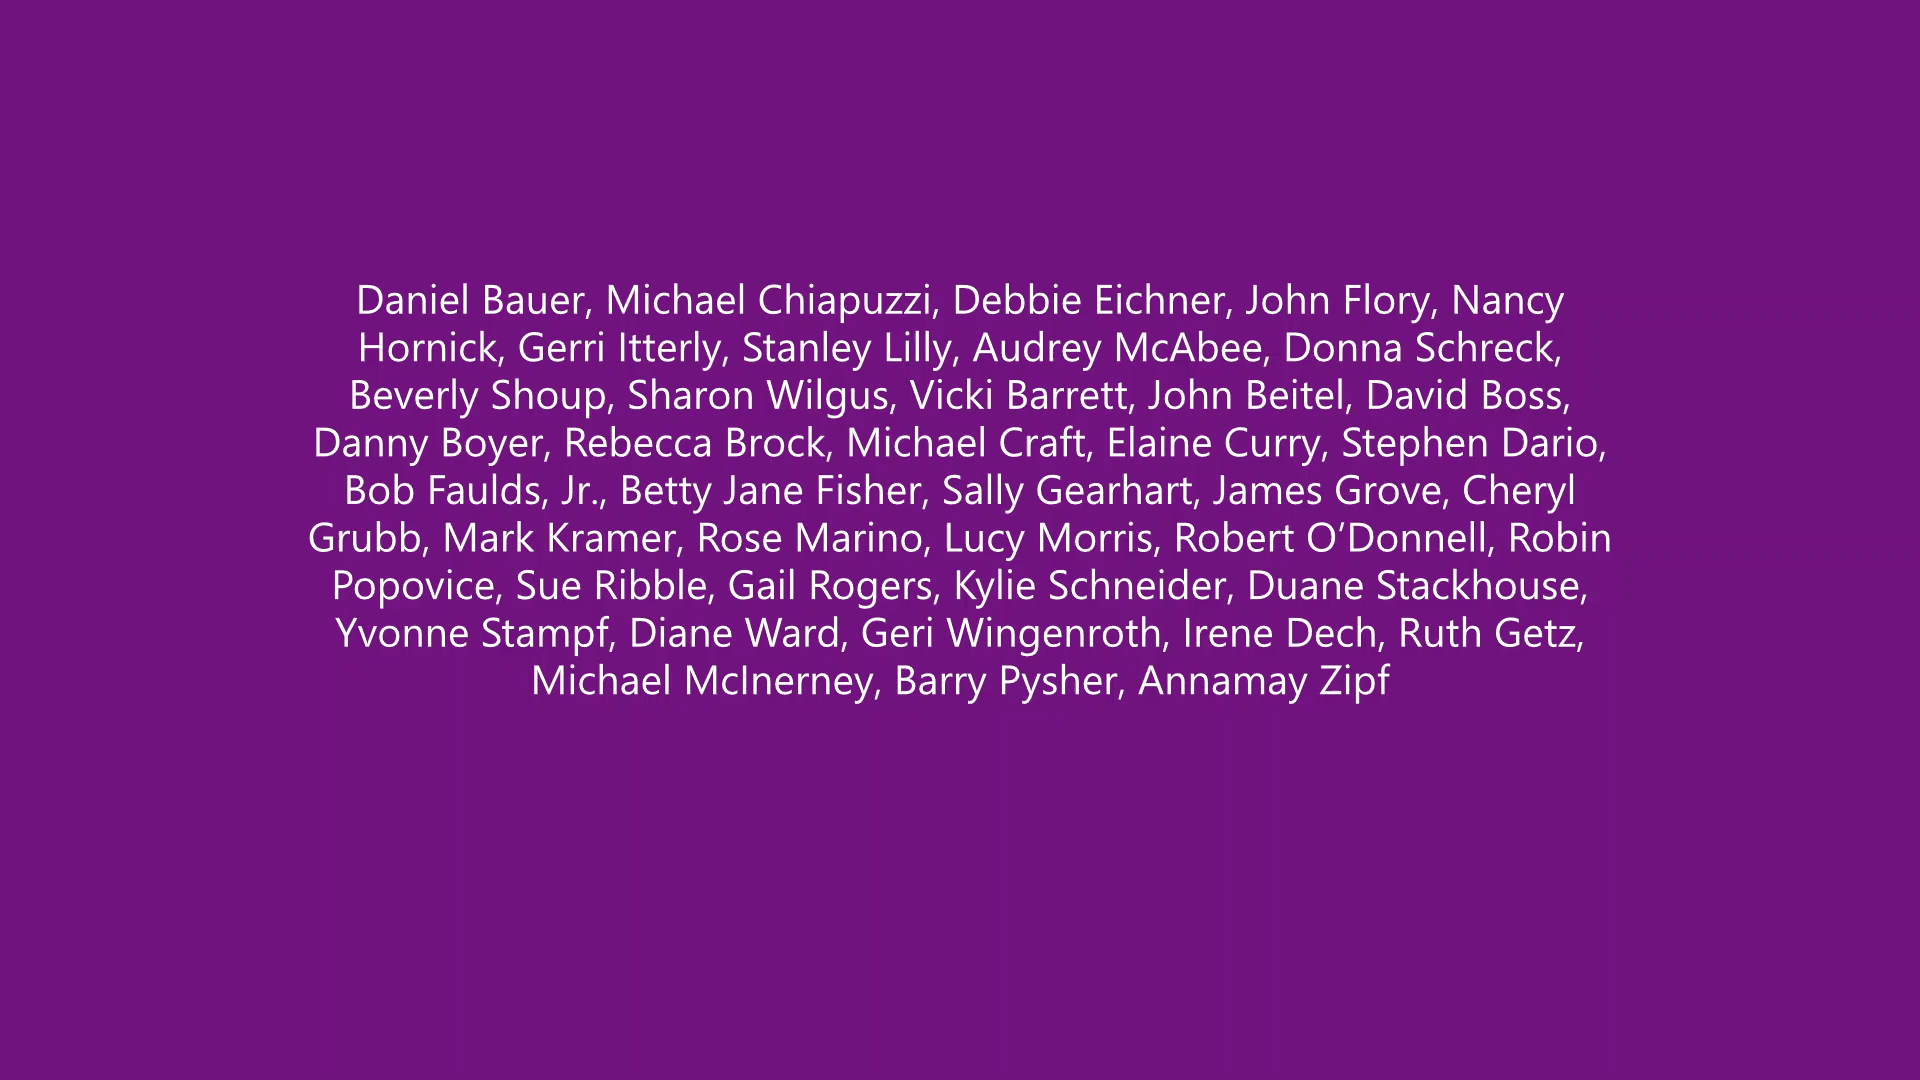 Daniel Bauer, Michael Chiapuzzi, Debbie Eichner, John Flory, Nancy
Hornick, Gerri Itterly, Stanley Lilly, Audrey McAbee, Donna Schreck,
Beverly Shoup, Sharon Wilgus, Vicki Barrett, John Beitel, David Boss,
Danny Boyer, Rebecca Brock, Michael Craft, Elaine Curry, Stephen Dario,
Bob Faulds, Jr., Betty Jane Fisher, Sally Gearhart, James Grove, Cheryl
Grubb, Mark Kramer, Rose Marino, Lucy Morris, Robert O’Donnell, Robin
Popovice, Sue Ribble, Gail Rogers, Kylie Schneider, Duane Stackhouse,
Yvonne Stampf, Diane Ward, Geri Wingenroth, Irene Dech, Ruth Getz,
Michael McInerney, Barry Pysher, Annamay Zipf